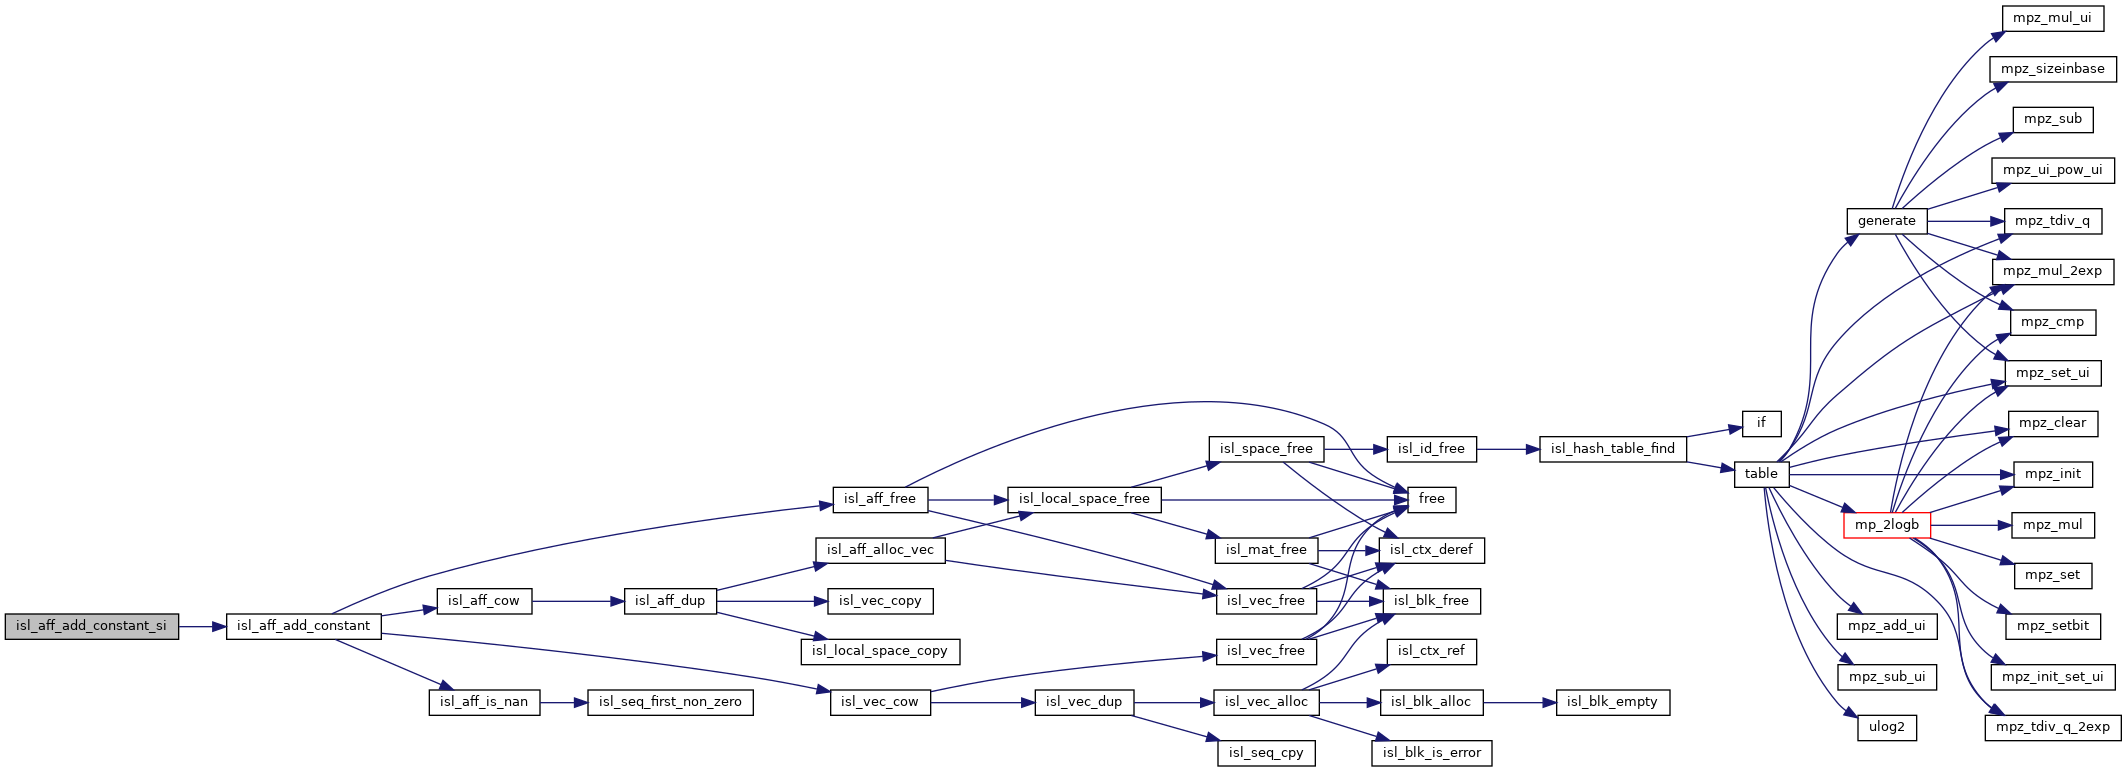 isl_aff_add_constant_si
isl_aff_add_constant
isl_aff_cow
isl_aff_is_nan
isl_aff_dup
isl_seq_first_non_zero
isl_aff_free
isl_aff_alloc_vec
isl_vec_copy
isl_local_space_copy
isl_vec_cow
isl_local_space_free
isl_vec_dup
isl_space_free
isl_mat_free
isl_vec_free
isl_vec_free
isl_vec_alloc
isl_seq_cpy
isl_id_free
free
isl_ctx_deref
isl_blk_free
isl_ctx_ref
isl_blk_alloc
isl_blk_is_error
isl_hash_table_find
isl_blk_empty
if
table
generate
mp_2logb
mpz_add_ui
mpz_sub_ui
ulog2
mpz_mul_ui
mpz_sizeinbase
mpz_sub
mpz_ui_pow_ui
mpz_tdiv_q
mpz_mul_2exp
mpz_cmp
mpz_set_ui
mpz_clear
mpz_init
mpz_mul
mpz_set
mpz_setbit
mpz_init_set_ui
mpz_tdiv_q_2exp